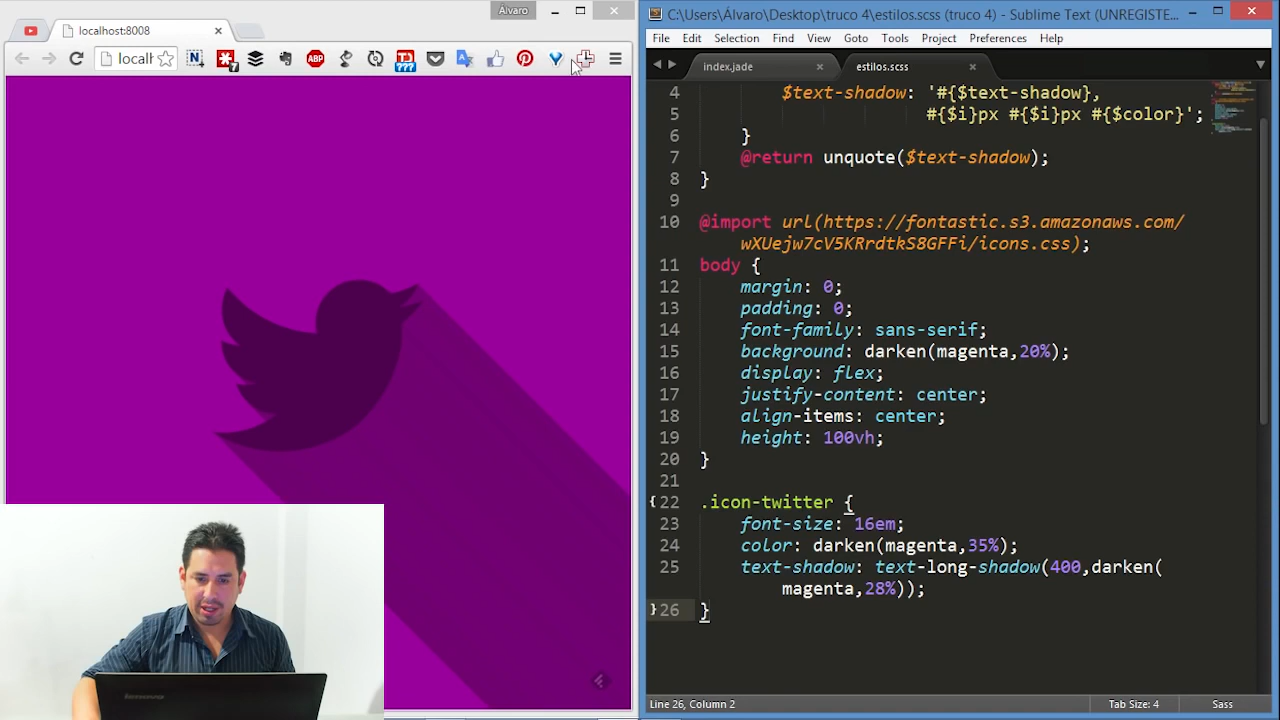 Álvaro
localhost:8008
localh
7
ABP
777
C:\Users\Álvaro\Desktop\truco 4\estilos.scss (truco 4) - Sublime Text (UNREGISTE...
File Edit Selection Find View Goto Tools Project Preferences Help
index.jade estilos.scss
4 $text-shadow: '#{$text-shadow},
5 #{$i}px #{$i}px #{$color}';
6 }
7 @return unquote($text-shadow);
8 }
9
10 @import url(https://fontastic.s3.amazonaws.com/
wXUejw7cV5KRrdtkS8GFFi/icons.css);
11 body {
12 margin: 0;
13 padding: 0;
14 font-family: sans-serif;
15 background: darken(magenta,20%);
16 display: flex;
17 justify-content: center;
18 align-items: center;
19 height: 100vh;
20 }
21
22 .icon-twitter {
23 font-size: 16em;
24 color: darken(magenta,35%);
25 text-shadow: text-long-shadow(400,darken(
magenta,28%));
26 }
Line 26, Column 2 Tab Size: 4 Sass